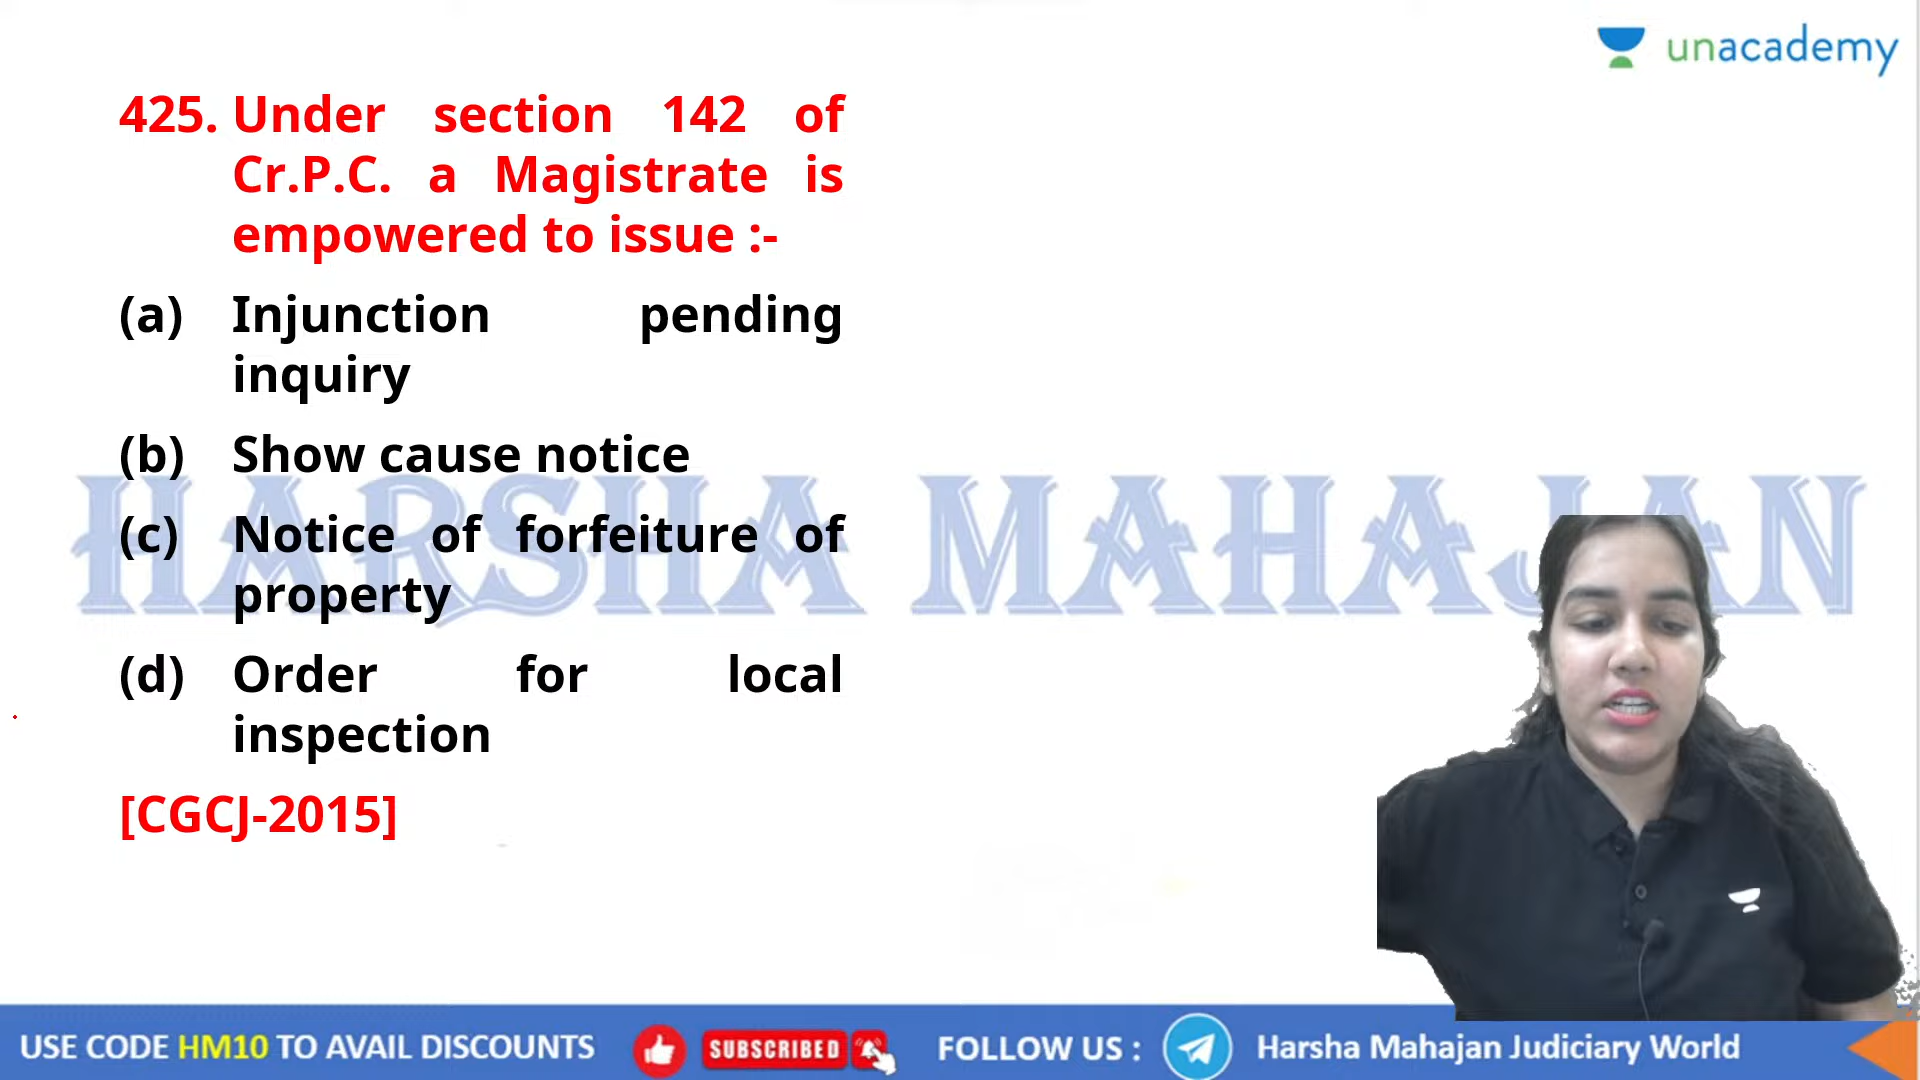 unacademy
425. Under section 142 of
Cr.P.C. a Magistrate is
empowered to issue :-
(a) Injunction pending
inquiry
(b) Show cause notice
(c) Notice of forfeiture of
property
(d) Order for local
inspection
[CGCJ-2015]
HARSHA MAHAJAN
USE CODE HM10 TO AVAIL DISCOUNTS
SUBSCRIBED
FOLLOW US :
Harsha Mahajan Judiciary World